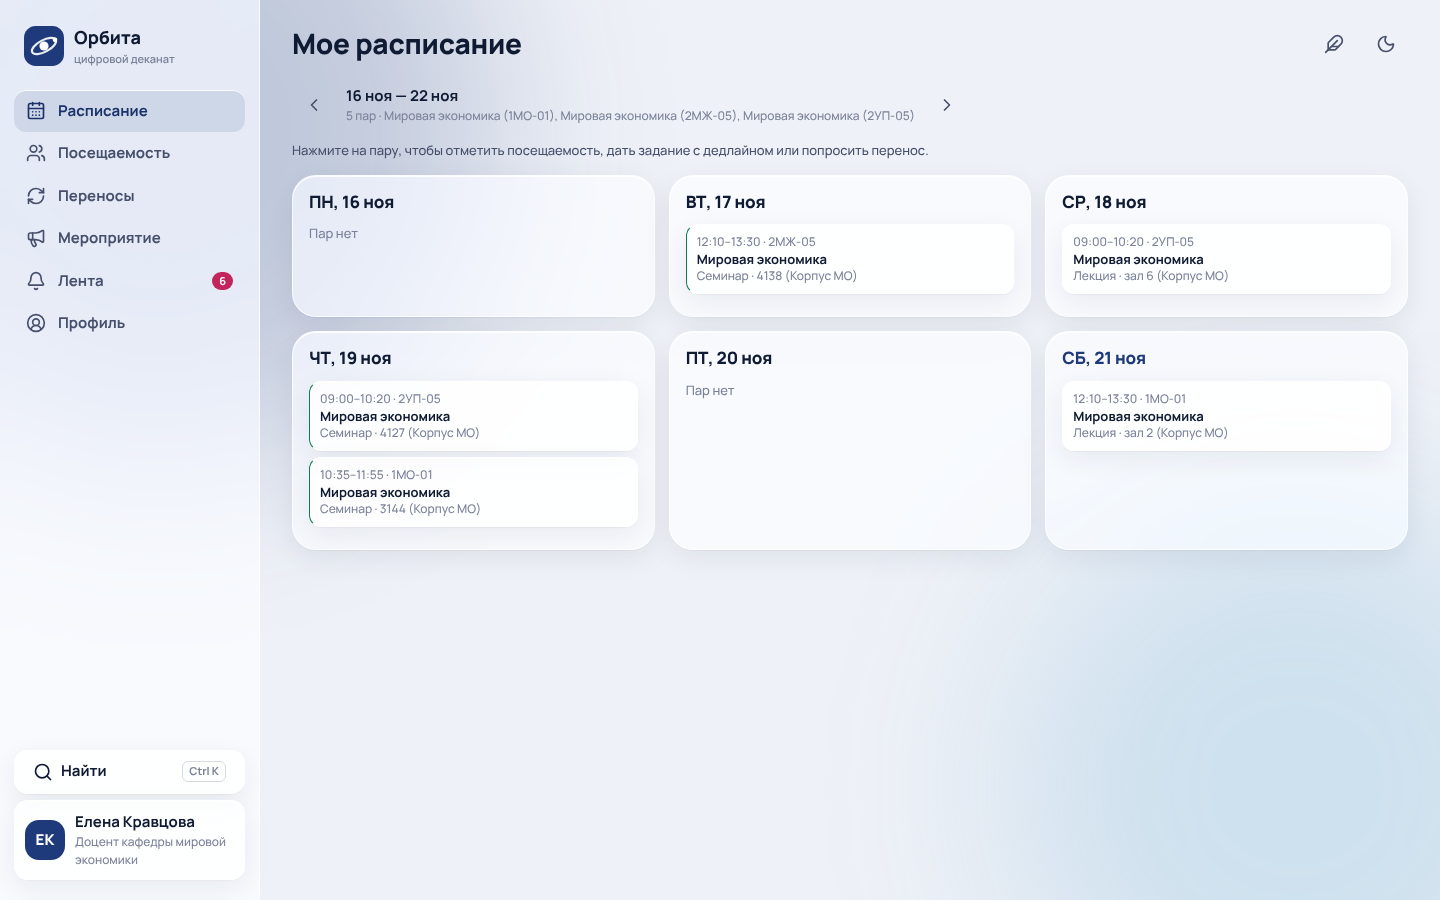 Орбита
цифровой деканат
Расписание
Посещаемость
Переносы
Мероприятие
Лента
6
Профиль
Найти
Ctrl K
ЕК
Елена Кравцова
Доцент кафедры мировой
экономики
Мое расписание
16 ноя — 22 ноя
5 пар · Мировая экономика (1МО-01), Мировая экономика (2МЖ-05), Мировая экономика (2УП-05)
Нажмите на пару, чтобы отметить посещаемость, дать задание с дедлайном или попросить перенос.
ПН, 16 ноя
Пар нет
ВТ, 17 ноя
12:10–13:30 · 2МЖ-05
Мировая экономика
Семинар · 4138 (Корпус МО)
СР, 18 ноя
09:00–10:20 · 2УП-05
Мировая экономика
Лекция · зал 6 (Корпус МО)
ЧТ, 19 ноя
09:00–10:20 · 2УП-05
Мировая экономика
Семинар · 4127 (Корпус МО)
10:35–11:55 · 1МО-01
Мировая экономика
Семинар · 3144 (Корпус МО)
ПТ, 20 ноя
Пар нет
СБ, 21 ноя
12:10–13:30 · 1МО-01
Мировая экономика
Лекция · зал 2 (Корпус МО)